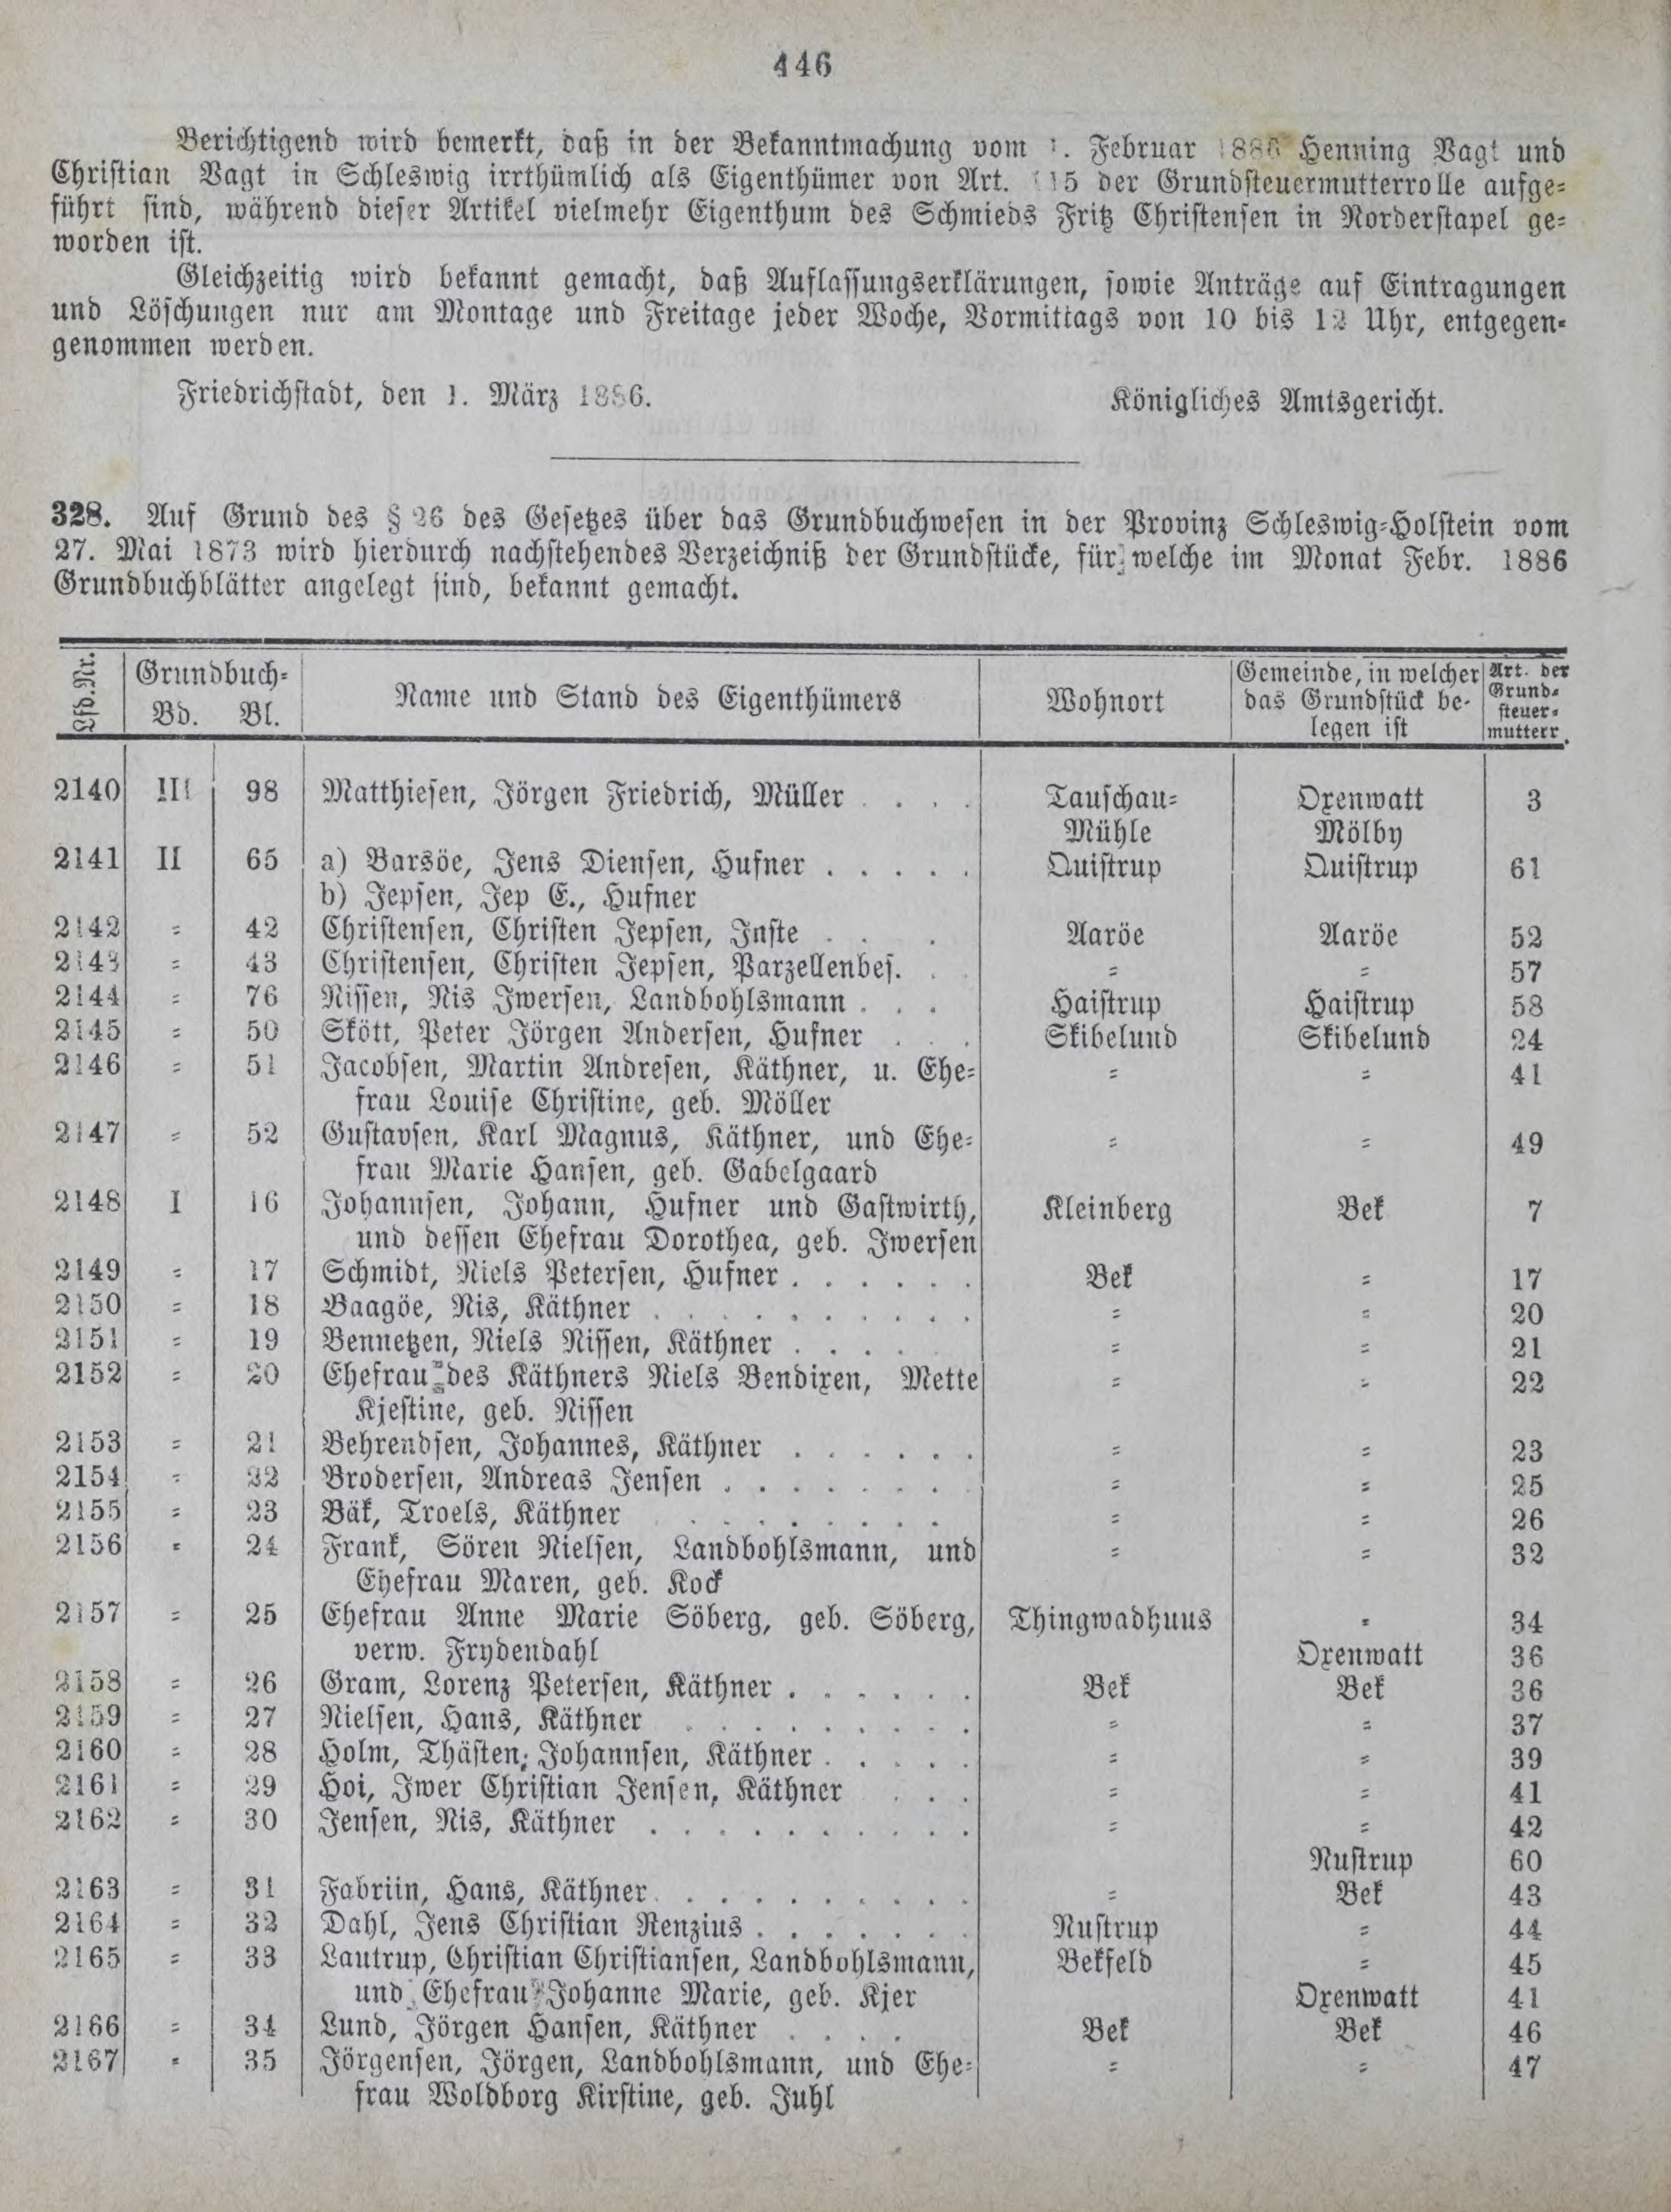 446
Berichtigend wird bemerkt, daß in der Bekanntmachung vom 1. Februar 1886 Henning Vagt und
Christian Vagt in Schleswig irrthümlich als Eigenthümer von Art. 115 der Grundsteuermutterrolle aufge=
führt sind, während dieser Artikel vielmehr Eigenthum des Schmieds Fritz Christensen in Norderstapel ge=
worden ist.
Gleichzeitig wird bekannt gemacht, daß Auflassungserklärungen, sowie Anträge auf Eintragungen
und Löschungen nur am Montage und Freitage jeder Woche, Vormittags von 10 bis 12 Uhr, entgegen=
genommen werden.
Friedrichstadt, den 1. März 1886. Königliches Amtsgericht.
328. Auf Grund des § 26 des Gesetzes über das Grundbuchwesen in der Provinz Schleswig=Holstein vom
27. Mai 1873 wird hierdurch nachstehendes Verzeichniß der Grundstücke, für welche im Monat Febr. 1886
Grundbuchblätter angelegt sind, bekannt gemacht.
Lfd. Nr. Grundbuch= Bd. Bl. Name und Stand des Eigenthümers Wohnort Gemeinde, in welcher das Grundstück be= legen ist Art. der Grund= steuer= mutterr.
2140 III 98 Matthiesen, Jörgen Friedrich, Müller . . . . Tauschau= Oxenwatt 3
Mühle Mölby
2141 II 65 a) Barsöe, Jens Diensen, Hufner . . . . . Quistrup Quistrup 61
b) Jepsen, Jep E., Hufner
2142 = 42 Christensen, Christen Jepsen, Inste . . . Aaröe Aaröe 52
2143 = 43 Christensen, Christen Jepsen, Parzellenbes. . = = 57
2144 = 76 Nissen, Nis Iwersen, Landbohlsmann . . . Haistrup Haistrup 58
2145 = 50 Skött, Peter Jörgen Andersen, Hufner . . . Skibelund Skibelund 24
2146 = 51 Jacobsen, Martin Andresen, Käthner, u. Ehe= = = 41
frau Louise Christine, geb. Möller
2147 = 52 Gustavsen, Karl Magnus, Käthner, und Ehe= = = 49
frau Marie Hansen, geb. Gabelgaard
2148 I 16 Johannsen, Johann, Hufner und Gastwirth, Kleinberg Bek 7
und dessen Ehefrau Dorothea, geb. Iwersen
2149 = 17 Schmidt, Niels Petersen, Hufner . . . . . . Bek = 17
2150 = 18 Baagöe, Nis, Käthner . . . . . . . . . . = = 20
2151 = 19 Bennetzen, Niels Nissen, Käthner . . . . = = 21
2152 = 20 Ehefrau des Käthners Niels Bendixen, Mette = = 22
Kjestine, geb. Nissen
2153 = 21 Behrendsen, Johannes, Käthner . . . . . . = = 23
2154 = 22 Brodersen, Andreas Jensen . . . . . . . . = = 25
2155 = 23 Bäk, Troels, Käthner . . . . . . . . = = 26
2156 = 24 Frank, Sören Nielsen, Landbohlsmann, und = = 32
Ehefrau Maren, geb. Kock
2157 = 25 Ehefrau Anne Marie Söberg, geb. Söberg, Thingwadhuus = 34
verw. Frydendahl Oxenwatt 36
2158 = 26 Gram, Lorenz Petersen, Käthner . . . . . . Bek Bek 36
2159 = 27 Nielsen, Hans, Käthner . . . . . . . . . = = 37
2160 = 28 Holm, Thästen, Johannsen, Käthner . . . . . = = 39
2161 = 29 Hoi, Iwer Christian Jensen, Käthner . . . = = 41
2162 = 30 Jensen, Nis, Käthner . . . . . . . . . . = = 42
Nustrup 60
2163 = 31 Fabriin, Hans, Käthner . . . . . . . . . . = Bek 43
2164 = 32 Dahl, Jens Christian Renzius . . . . . . . Nustrup = 44
2165 = 33 Lautrup, Christian Christiansen, Landbohlsmann, Bekfeld = 45
und Ehefrau Johanne Marie, geb. Kjer Oxenwatt 41
2166 = 34 Lund, Jörgen Hansen, Käthner . . . . Bek Bek 46
2167 = 35 Jörgensen, Jörgen, Landbohlsmann, und Ehe= = = 47
frau Woldborg Kirstine, geb. Juhl